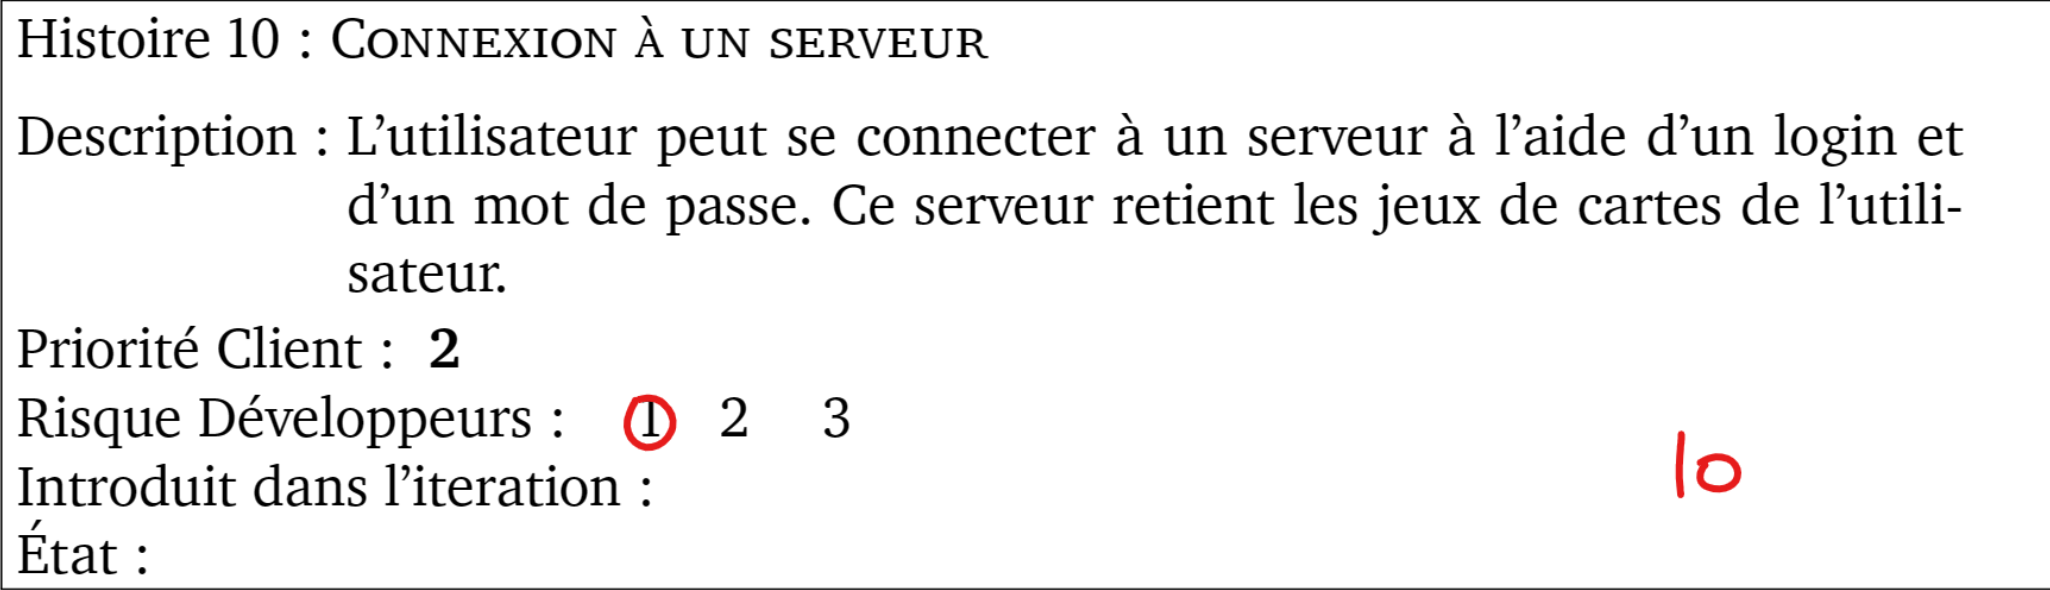 Histoire 10 : CONNEXION À UN SERVEUR
Description : L’utilisateur peut se connecter à un serveur à l’aide d’un login et
d’un mot de passe. Ce serveur retient les jeux de cartes de l’utili-
sateur.
Priorité Client : 2
Risque Développeurs : 1 2 3
Introduit dans l’iteration :
10
État :